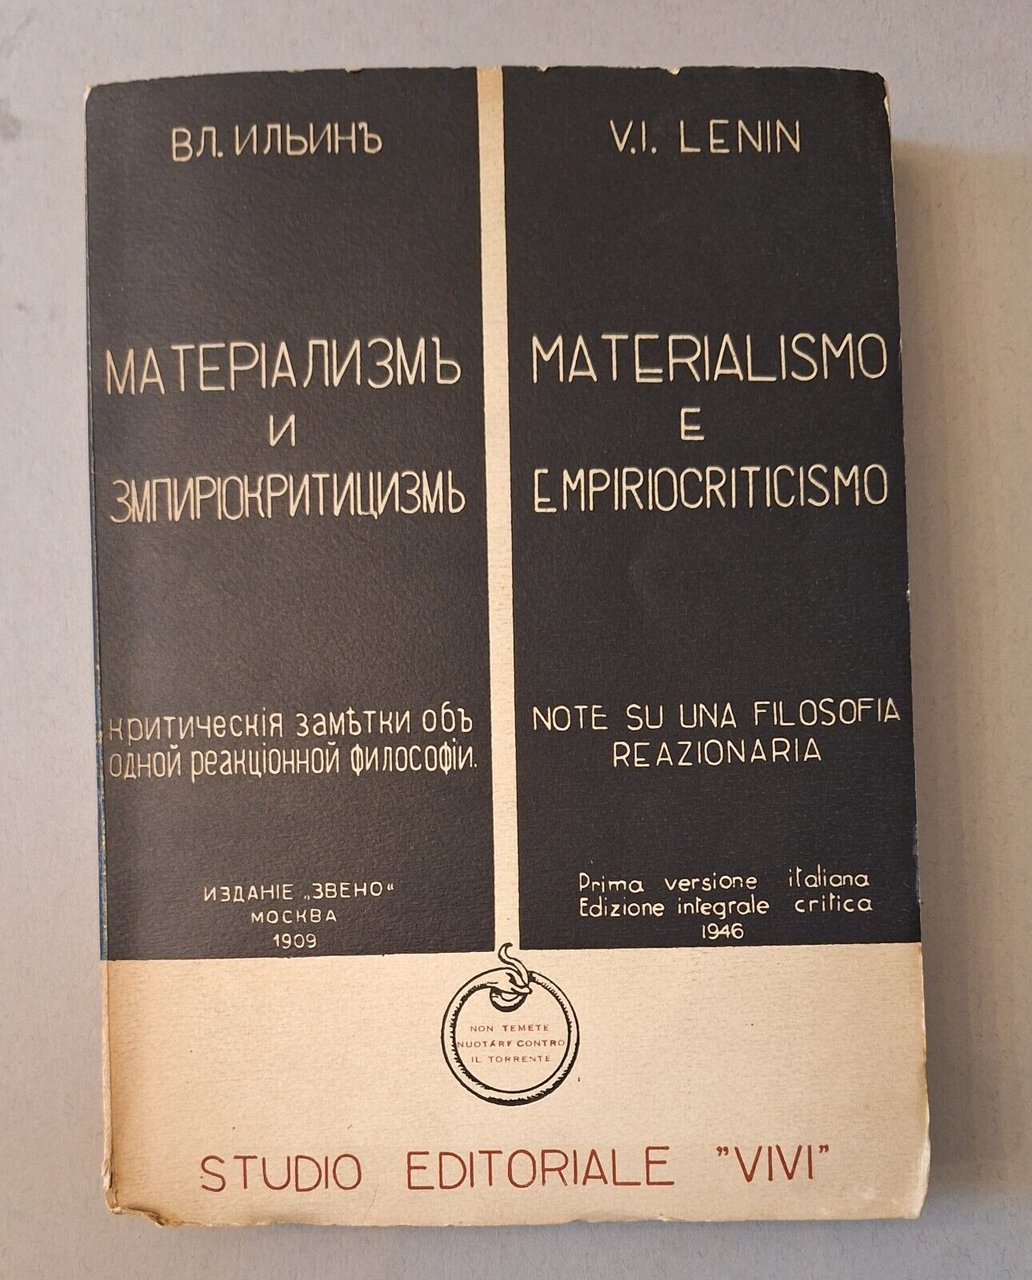 ВЛ. ИЛЬИНЪ
МАТЕРІАЛИЗМЪ
И
ЭМПИРІОКРИТИЦИЗМЪ
Критическія замѣтки объ
одной реакціонной философіи.
ИЗДАНІЕ „ЗВЕНО“
МОСКВА
1909
V.I. LENIN
MATERIALISMO
E
EMPIRIOCRITICISMO
NOTE SU UNA FILOSOFIA
REAZIONARIA
Prima versione italiana
Edizione integrale critica
1946
NON TEMETE
NUOTARE CONTRO
IL TORRENTE
STUDIO EDITORIALE "VIVI"